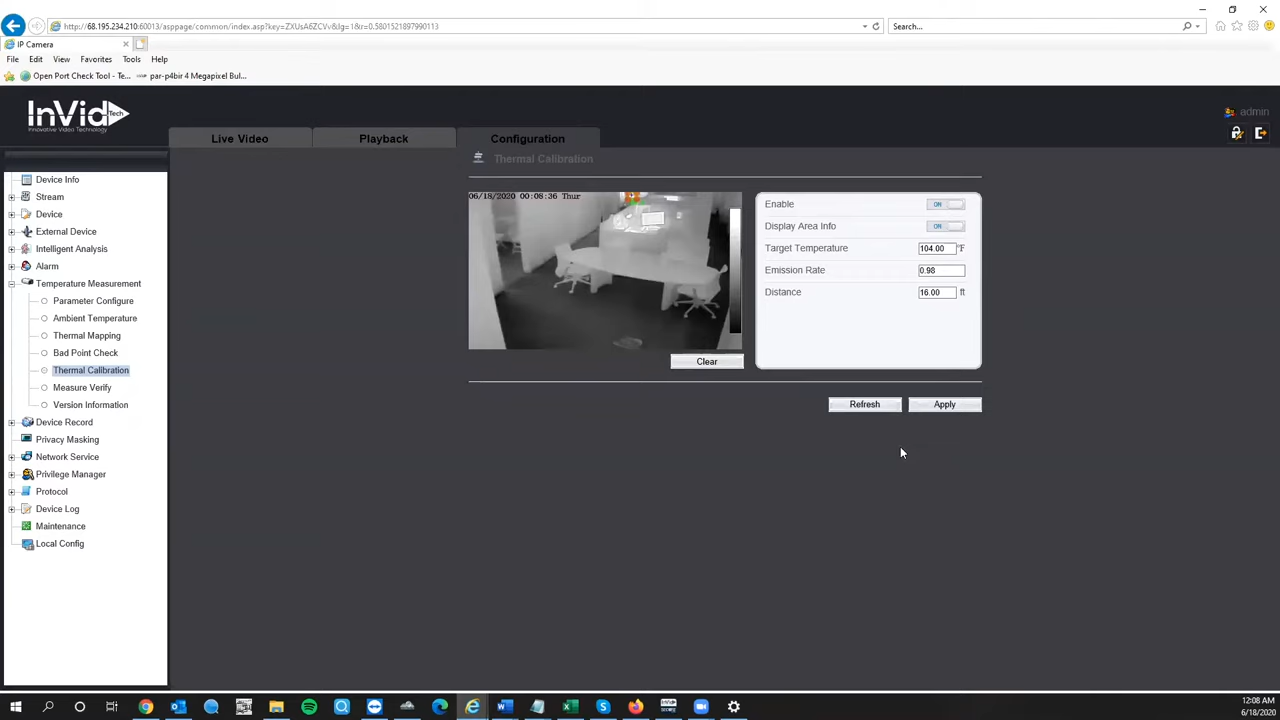 http://68.195.234.210:60013/asppage/common/index.asp?key=ZXUsA6ZCVv&lg=1&r=0.5801521897990113
Search...
IP Camera
File Edit View Favorites Tools Help
Open Port Check Tool - Te... par-p4bir 4 Megapixel Bul...
InVid Tech
Innovative Video Technology
admin
Live Video Playback Configuration
Thermal Calibration
Device Info
Stream
Device
External Device
Intelligent Analysis
Alarm
Temperature Measurement
Parameter Configure
Ambient Temperature
Thermal Mapping
Bad Point Check
Thermal Calibration
Measure Verify
Version Information
Device Record
Privacy Masking
Network Service
Privilege Manager
Protocol
Device Log
Maintenance
Local Config
06/18/2020 00:08:36 Thur
Clear
Enable ON
Display Area Info ON
Target Temperature 104.00 °F
Emission Rate 0.98
Distance 16.00 ft
Refresh Apply
12:08 AM
6/18/2020